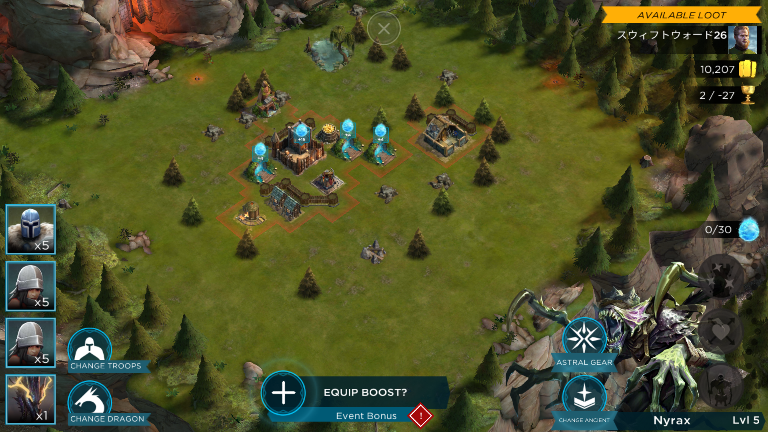 AVAILABLE LOOT
スウィフトウォード26
10,207
2 / -27
0/30
x5
x5
x5
x1
CHANGE TROOPS
CHANGE DRAGON
EQUIP BOOST?
Event Bonus
ASTRAL GEAR
CHANGE ANCIENT
Nyrax
Lvl 5